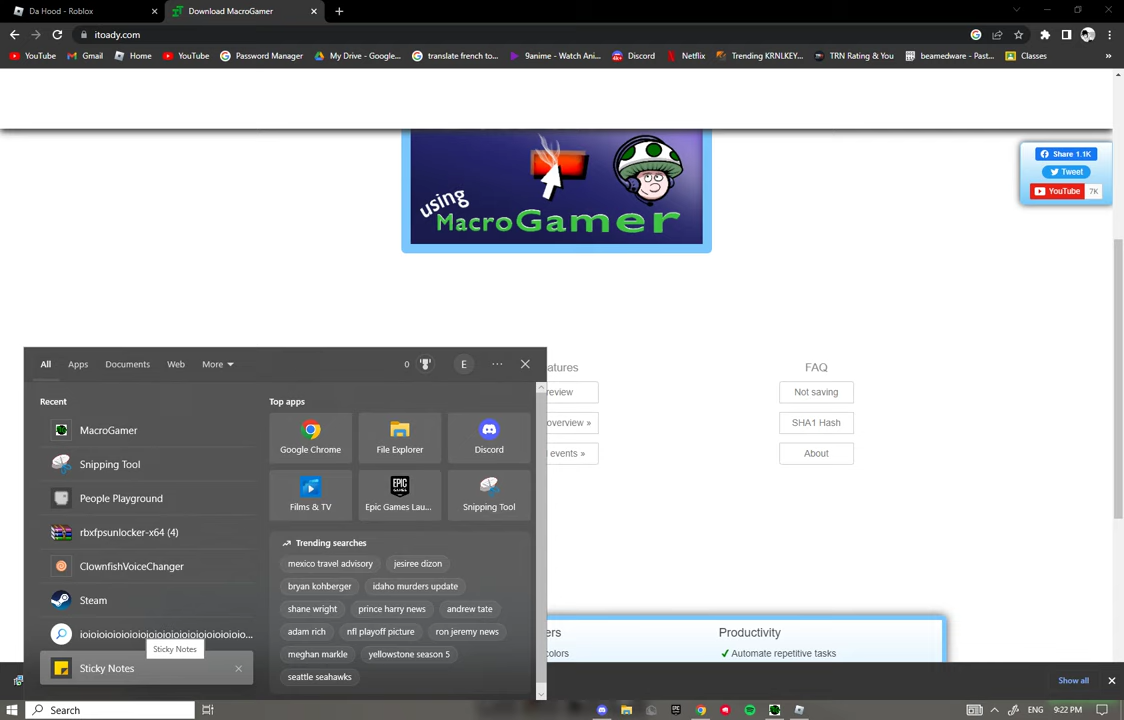 Da Hood - Roblox
Download MacroGamer
itoady.com
YouTube
Gmail
Home
YouTube
Password Manager
My Drive - Google...
translate french to...
9anime - Watch Ani...
Discord
Netflix
Trending KRNLKEY...
TRN Rating & You
beamedware - Past...
Classes
using
MacroGamer
Share 1.1K
Tweet
YouTube 7K
atures
review
overview »
events »
FAQ
Not saving
SHA1 Hash
About
All Apps Documents Web More 0 E
Recent
MacroGamer
Snipping Tool
People Playground
rbxfpsunlocker-x64 (4)
ClownfishVoiceChanger
Steam
Sticky Notes
Sticky Notes
Top apps
Google Chrome
File Explorer
Discord
Films & TV
Epic Games Lau...
Snipping Tool
Trending searches
mexico travel advisory
jesiree dizon
bryan kohberger
idaho murders update
shane wright
prince harry news
andrew tate
adam rich
nfl playoff picture
ron jeremy news
meghan markle
yellowstone season 5
seattle seahawks
ers
colors
Productivity
Automate repetitive tasks
Show all
Search
ENG 9:22 PM